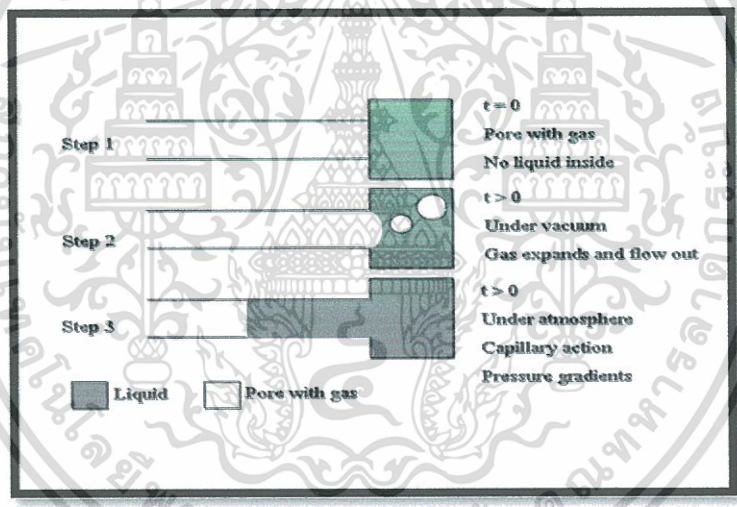 t = 0
Step 1
Pore with gas
No liquid inside
t > 0
Under vacuum
Step 2
Gas expands and flow out
t > 0
Step 3
Under atmosphere
Capillary action
Pressure gradients
Liquid
Pore with gas